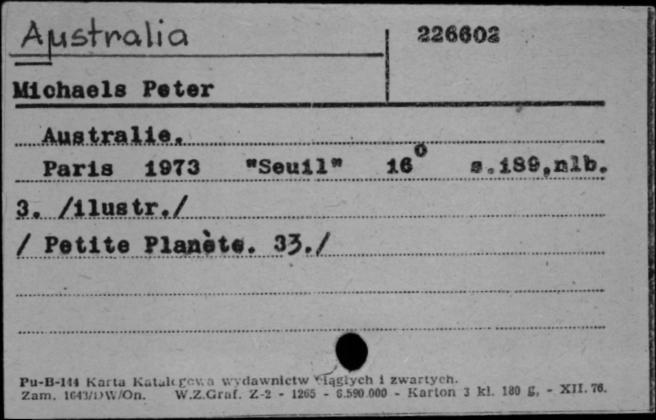 Australia
226602
Michaels Peter
Australie.
Paris 1973 "Seuil" 16° s.189,nlb.
3. /ilustr./
/ Petite Planète. 33./
Pu-B-144 Karta Katalogowa wydawnictw ciągłych i zwartych.
Zam. 1643/DW/On. W.Z.Graf. Z-2 - 1265 - 6.590.000 - Karton 3 kl. 180 g, - XII. 76.